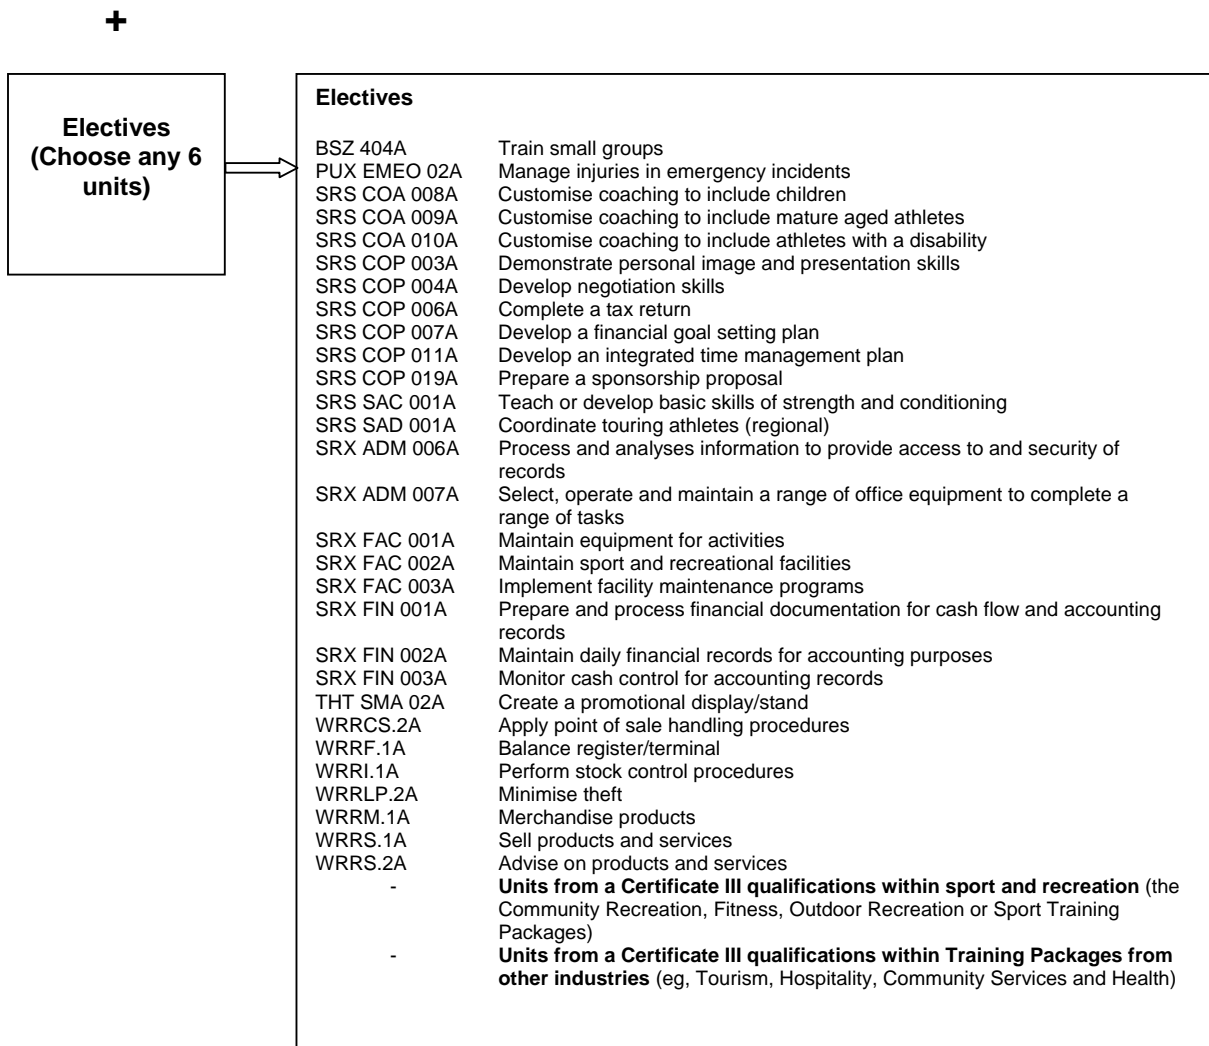 +
Electives
(Choose any 6
units)
Electives
BSZ 404A Train small groups
PUX EMEO 02A Manage injuries in emergency incidents
SRS COA 008A Customise coaching to include children
SRS COA 009A Customise coaching to include mature aged athletes
SRS COA 010A Customise coaching to include athletes with a disability
SRS COP 003A Demonstrate personal image and presentation skills
SRS COP 004A Develop negotiation skills
SRS COP 006A Complete a tax return
SRS COP 007A Develop a financial goal setting plan
SRS COP 011A Develop an integrated time management plan
SRS COP 019A Prepare a sponsorship proposal
SRS SAC 001A Teach or develop basic skills of strength and conditioning
SRS SAD 001A Coordinate touring athletes (regional)
SRX ADM 006A Process and analyses information to provide access to and security of
records
SRX ADM 007A Select, operate and maintain a range of office equipment to complete a
range of tasks
SRX FAC 001A Maintain equipment for activities
SRX FAC 002A Maintain sport and recreational facilities
SRX FAC 003A Implement facility maintenance programs
SRX FIN 001A Prepare and process financial documentation for cash flow and accounting
records
SRX FIN 002A Maintain daily financial records for accounting purposes
SRX FIN 003A Monitor cash control for accounting records
THT SMA 02A Create a promotional display/stand
WRRCS.2A Apply point of sale handling procedures
WRRF.1A Balance register/terminal
WRRI.1A Perform stock control procedures
WRRLP.2A Minimise theft
WRRM.1A Merchandise products
WRRS.1A Sell products and services
WRRS.2A Advise on products and services
- Units from a Certificate III qualifications within sport and recreation (the
Community Recreation, Fitness, Outdoor Recreation or Sport Training
Packages)
- Units from a Certificate III qualifications within Training Packages from
other industries (eg, Tourism, Hospitality, Community Services and Health)